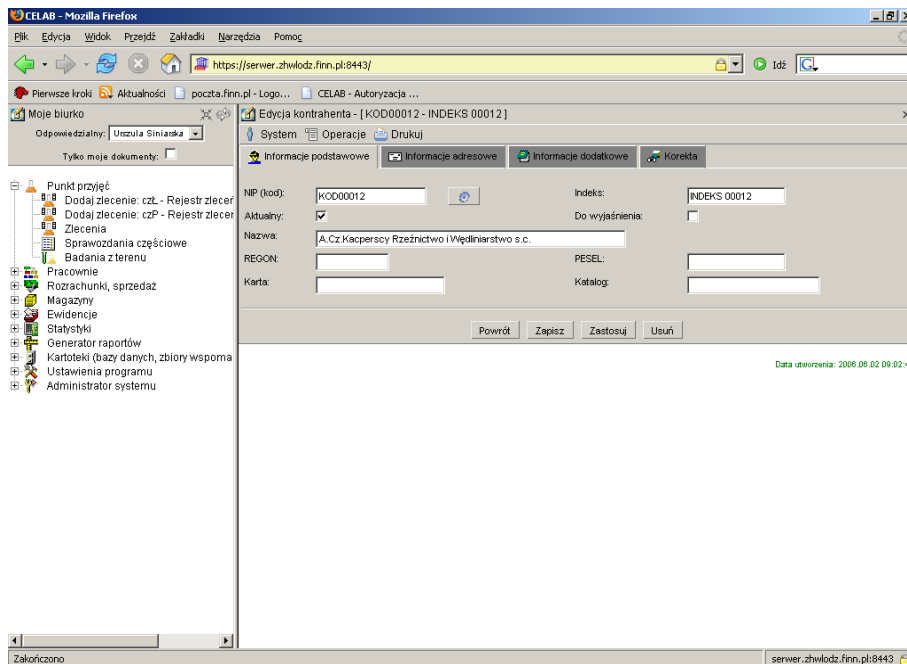 CELAB - Mozilla Firefox
Plik Edycja Widok Przejdź Zakładki Narzędzia Pomoc
https://serwer.zhwlodz.finn.pl:8443/ Idź G
Pierwsze kroki Aktualności poczta.finn.pl - Logo... CELAB - Autoryzacja ...
Moje biurko
Odpowiedzialny: Urszula Siniarska
Tylko moje dokumenty:
Punkt przyjęć
Dodaj zlecenie: czŁ - Rejestr zlecer
Dodaj zlecenie: czP - Rejestr zlecer
Zlecenia
Sprawozdania częściowe
Badania z terenu
Pracownie
Rozrachunki, sprzedaż
Magazyny
Ewidencje
Statystyki
Generator raportów
Kartoteki (bazy danych, zbiory wspoma
Ustawienia programu
Administrator systemu
Edycja kontrahenta - [KOD00012 - INDEKS 00012]
System Operacje Drukuj
Informacje podstawowe Informacje adresowe Informacje dodatkowe Korekta
NIP (kod): KOD00012 Indeks: INDEKS 00012
Aktualny: Do wyjaśnienia:
Nazwa: A.Cz.Kacperscy Rzeźnictwo i Wędliniarstwo s.c.
REGON: PESEL:
Karta: Katalog:
Powrót Zapisz Zastosuj Usuń
Data utworzenia: 2006.06.02 09:02:
Zakończono serwer.zhwlodz.finn.pl:8443